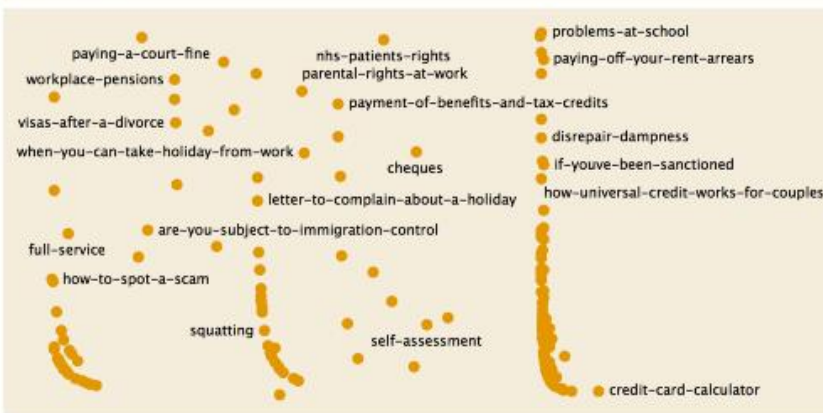 problems-at-school
paying-a-court-fine
nhs-patients-rights
paying-off-your-rent-arrears
workplace-pensions
parental-rights-at-work
payment-of-benefits-and-tax-credits
visas-after-a-divorce
disrepair-dampness
when-you-can-take-holiday-from-work
cheques
if-youve-been-sanctioned
how-universal-credit-works-for-couples
letter-to-complain-about-a-holiday
are-you-subject-to-immigration-control
full-service
how-to-spot-a-scam
squatting
self-assessment
credit-card-calculator